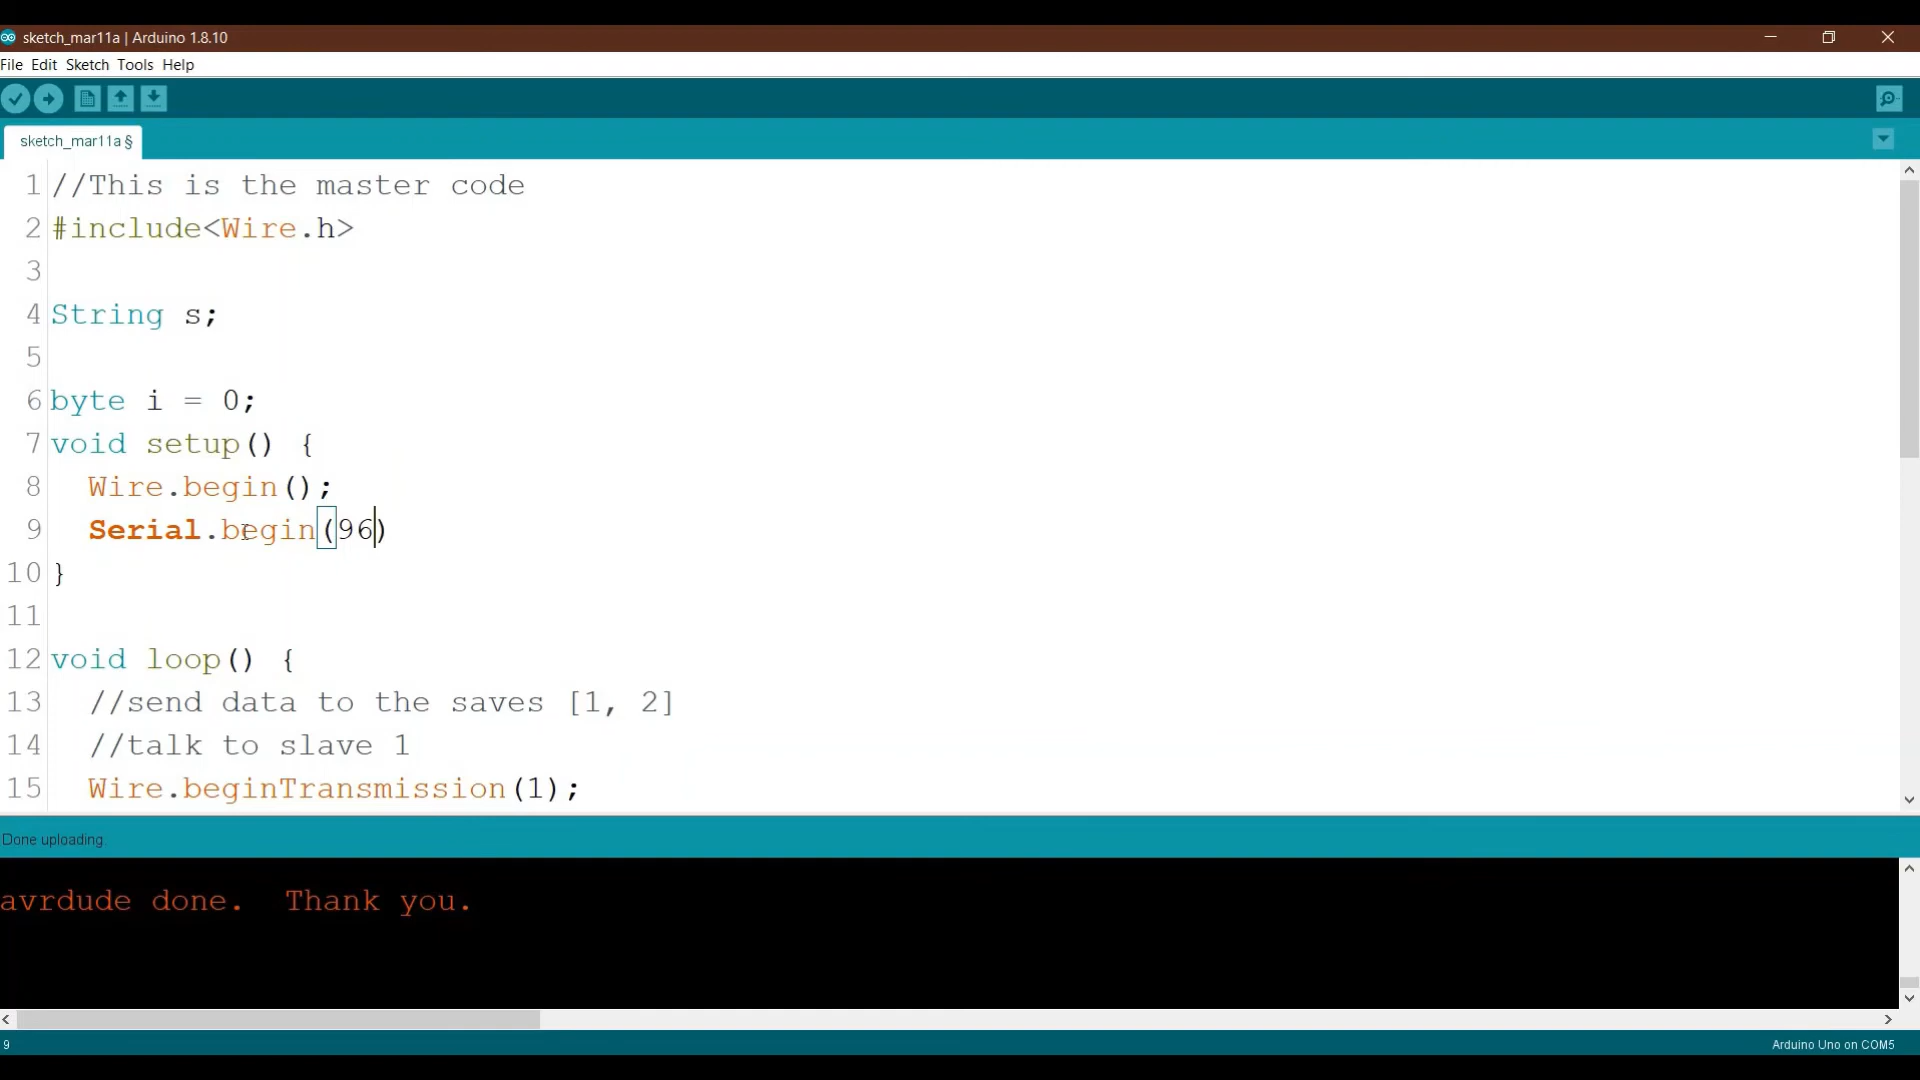 sketch_mar11a | Arduino 1.8.10
File Edit Sketch Tools Help
sketch_mar11a §
1 //This is the master code
2 #include<Wire.h>
3
4 String s;
5
6 byte i = 0;
7 void setup() {
8 Wire.begin();
9 Serial.begin(96)
10 }
11
12 void loop() {
13 //send data to the saves [1, 2]
14 //talk to slave 1
15 Wire.beginTransmission(1);
Done uploading.
avrdude done.  Thank you.
9
Arduino Uno on COM5